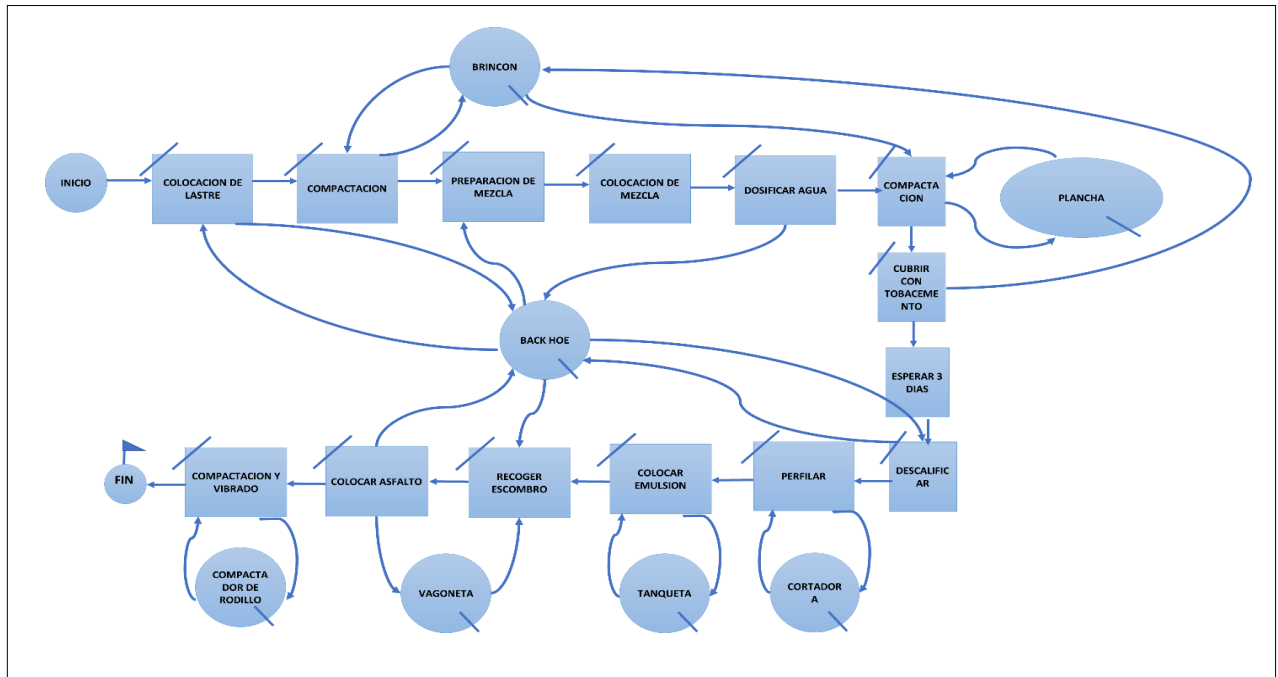 BRINCON
INICIO
COLOCACION DE
LASTRE
COMPACTACION
PREPARACION DE
MEZCLA
COLOCACION DE
MEZCLA
DOSIFICAR AGUA
COMPACTA
CION
PLANCHA
CUBRIR
CON
TOBACEME
NTO
BACK HOE
ESPERAR 3
DIAS
FIN
COMPACTACION Y
VIBRADO
COLOCAR ASFALTO
RECOGER
ESCOMBRO
COLOCAR
EMULSION
PERFILAR
DESCALIFIC
AR
COMPACTA
DOR DE
RODILLO
VAGONETA
TANQUETA
CORTADOR
A